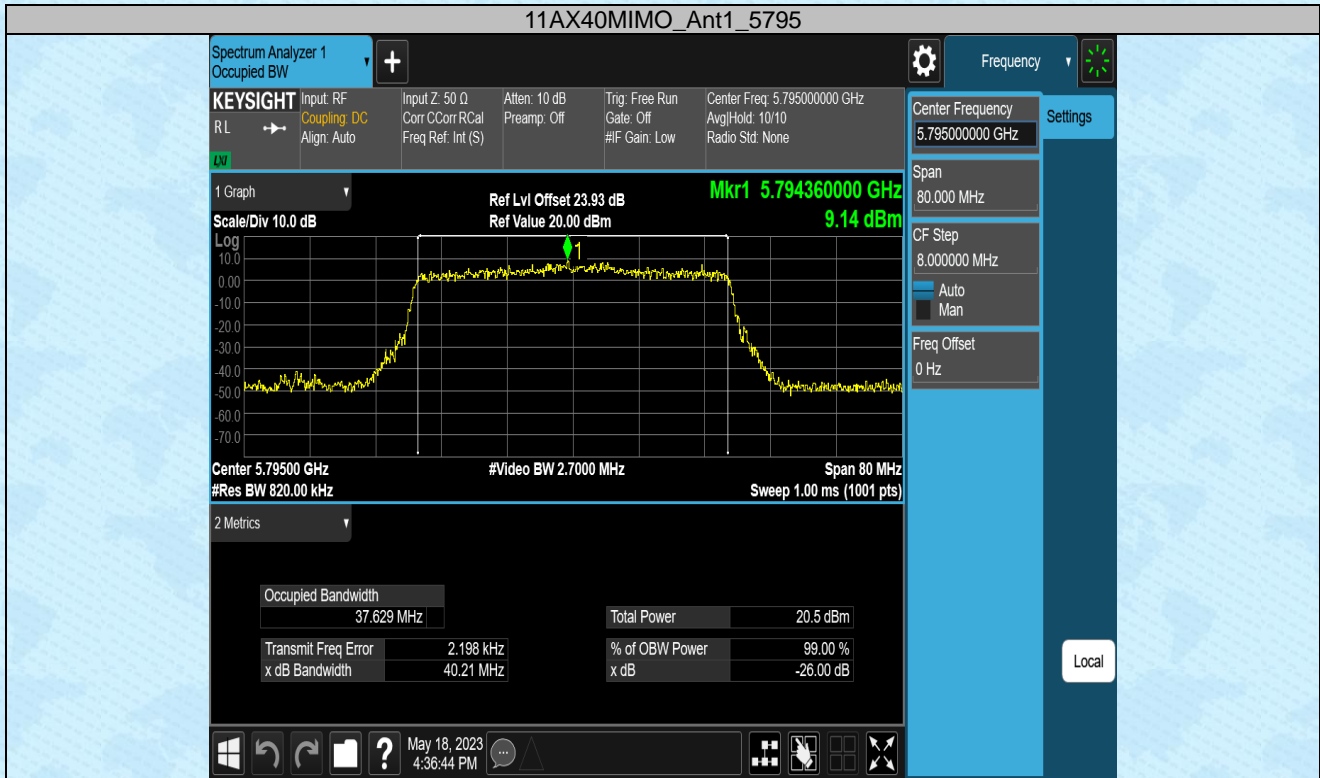 11AX40MIMO_Ant1_5795
Spectrum Analyzer 1
Occupied BW
Frequency
KEYSIGHT
R L
LXI
Input: RF
Coupling: DC
Align: Auto
Input Z: 50 Ω
Corr CCorr RCal
Freq Ref: Int (S)
Atten: 10 dB
Preamp: Off
Trig: Free Run
Gate: Off
#IF Gain: Low
Center Freq: 5.795000000 GHz
Avg|Hold: 10/10
Radio Std: None
Center Frequency
5.795000000 GHz
Settings
Span
80.000 MHz
CF Step
8.000000 MHz
Auto
Man
Freq Offset
0 Hz
Local
1 Graph
Scale/Div 10.0 dB
Ref Lvl Offset 23.93 dB
Ref Value 20.00 dBm
Mkr1 5.794360000 GHz
9.14 dBm
Log
1
10.0
0.00
-10.0
-20.0
-30.0
-40.0
-50.0
-60.0
-70.0
Center 5.79500 GHz
#Video BW 2.7000 MHz
Span 80 MHz
#Res BW 820.00 kHz
Sweep 1.00 ms (1001 pts)
2 Metrics
Occupied Bandwidth
37.629 MHz
Total Power 20.5 dBm
Transmit Freq Error 2.198 kHz
% of OBW Power 99.00 %
x dB Bandwidth 40.21 MHz
x dB -26.00 dB
?
May 18, 2023
4:36:44 PM